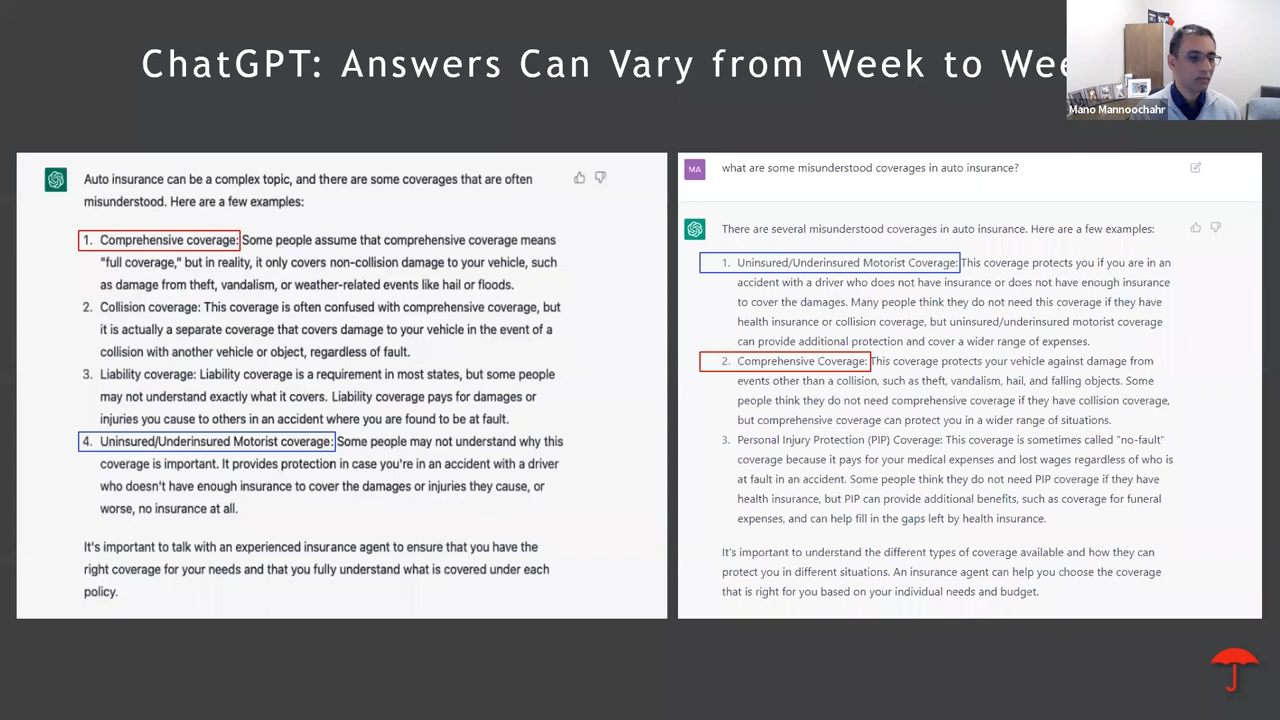 ChatGPT: Answers Can Vary from Week to
Mano Mannoochahr
Auto insurance can be a complex topic, and there are some coverages that are often
misunderstood. Here are a few examples:
1. Comprehensive coverage: Some people assume that comprehensive coverage means
"full coverage," but in reality, it only covers non-collision damage to your vehicle, such
as damage from theft, vandalism, or weather-related events like hail or floods.
2. Collision coverage: This coverage is often confused with comprehensive coverage, but
it is actually a separate coverage that covers damage to your vehicle in the event of a
collision with another vehicle or object, regardless of fault.
3. Liability coverage: Liability coverage is a requirement in most states, but some people
may not understand exactly what it covers. Liability coverage pays for damages or
injuries you cause to others in an accident where you are found to be at fault.
4. Uninsured/Underinsured Motorist coverage: Some people may not understand why this
coverage is important. It provides protection in case you're in an accident with a driver
who doesn't have enough insurance to cover the damages or injuries they cause, or
worse, no insurance at all.
It's important to talk with an experienced insurance agent to ensure that you have the
right coverage for your needs and that you fully understand what is covered under each
policy.
MA
what are some misunderstood coverages in auto insurance?
There are several misunderstood coverages in auto insurance. Here are a few examples:
1. Uninsured/Underinsured Motorist Coverage: This coverage protects you if you are in an
accident with a driver who does not have insurance or does not have enough insurance
to cover the damages. Many people think they do not need this coverage if they have
health insurance or collision coverage, but uninsured/underinsured motorist coverage
can provide additional protection and cover a wider range of expenses.
2. Comprehensive Coverage: This coverage protects your vehicle against damage from
events other than a collision, such as theft, vandalism, hail, and falling objects. Some
people think they do not need comprehensive coverage if they have collision coverage,
but comprehensive coverage can protect you in a wider range of situations.
3. Personal Injury Protection (PIP) Coverage: This coverage is sometimes called "no-fault"
coverage because it pays for your medical expenses and lost wages regardless of who is
at fault in an accident. Some people think they do not need PIP coverage if they have
health insurance, but PIP can provide additional benefits, such as coverage for funeral
expenses, and can help fill in the gaps left by health insurance.
It's important to understand the different types of coverage available and how they can
protect you in different situations. An insurance agent can help you choose the coverage
that is right for you based on your individual needs and budget.